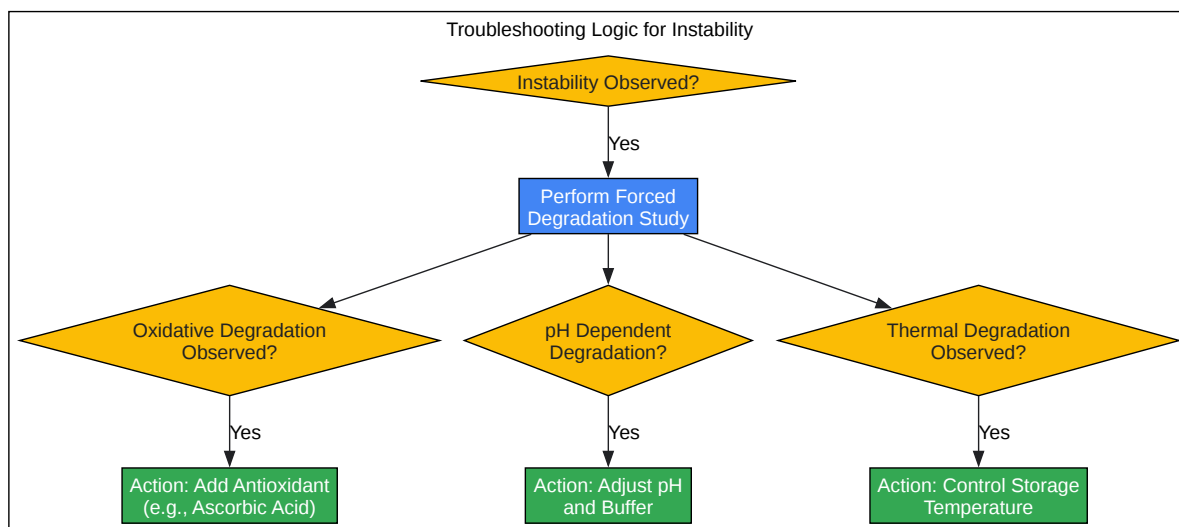 Troubleshooting Logic for Instability
Instability Observed?
Yes
Perform Forced
Degradation Study
Oxidative Degradation
Observed?
pH Dependent
Degradation?
Thermal Degradation
Observed?
Yes
Yes
Yes
Action: Add Antioxidant
(e.g., Ascorbic Acid)
Action: Adjust pH
and Buffer
Action: Control Storage
Temperature